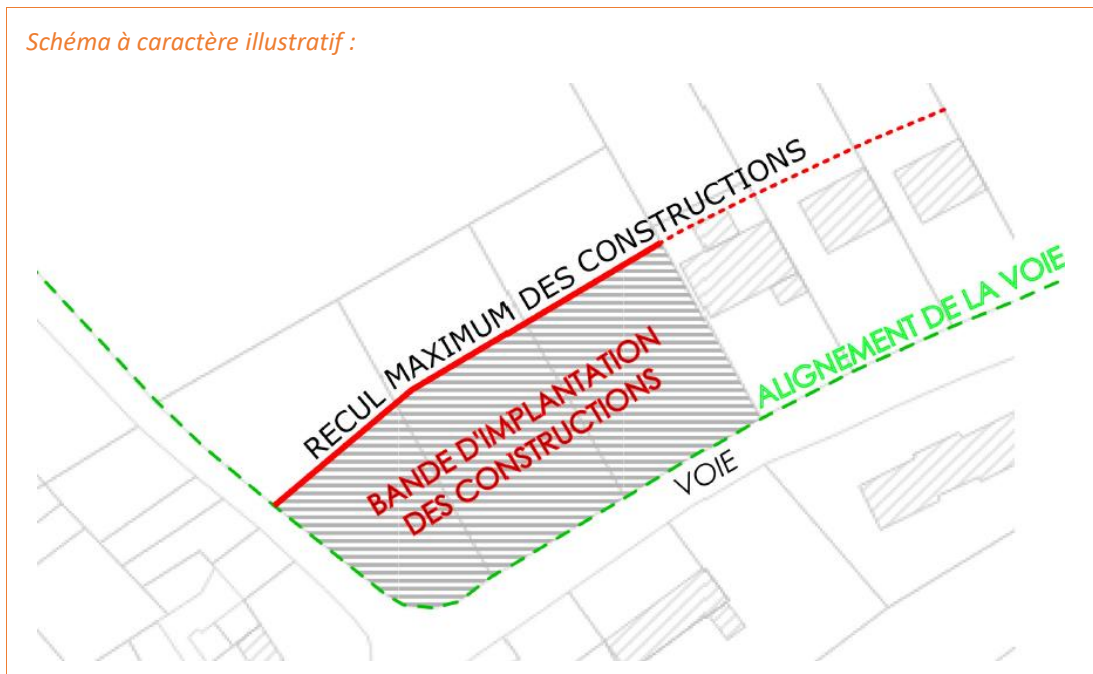 Schéma à caractère illustratif :
RECUL MAXIMUM DES CONSTRUCTIONS
BANDE D'IMPLANTATION
DES CONSTRUCTIONS
ALIGNEMENT DE LA VOIE
VOIE